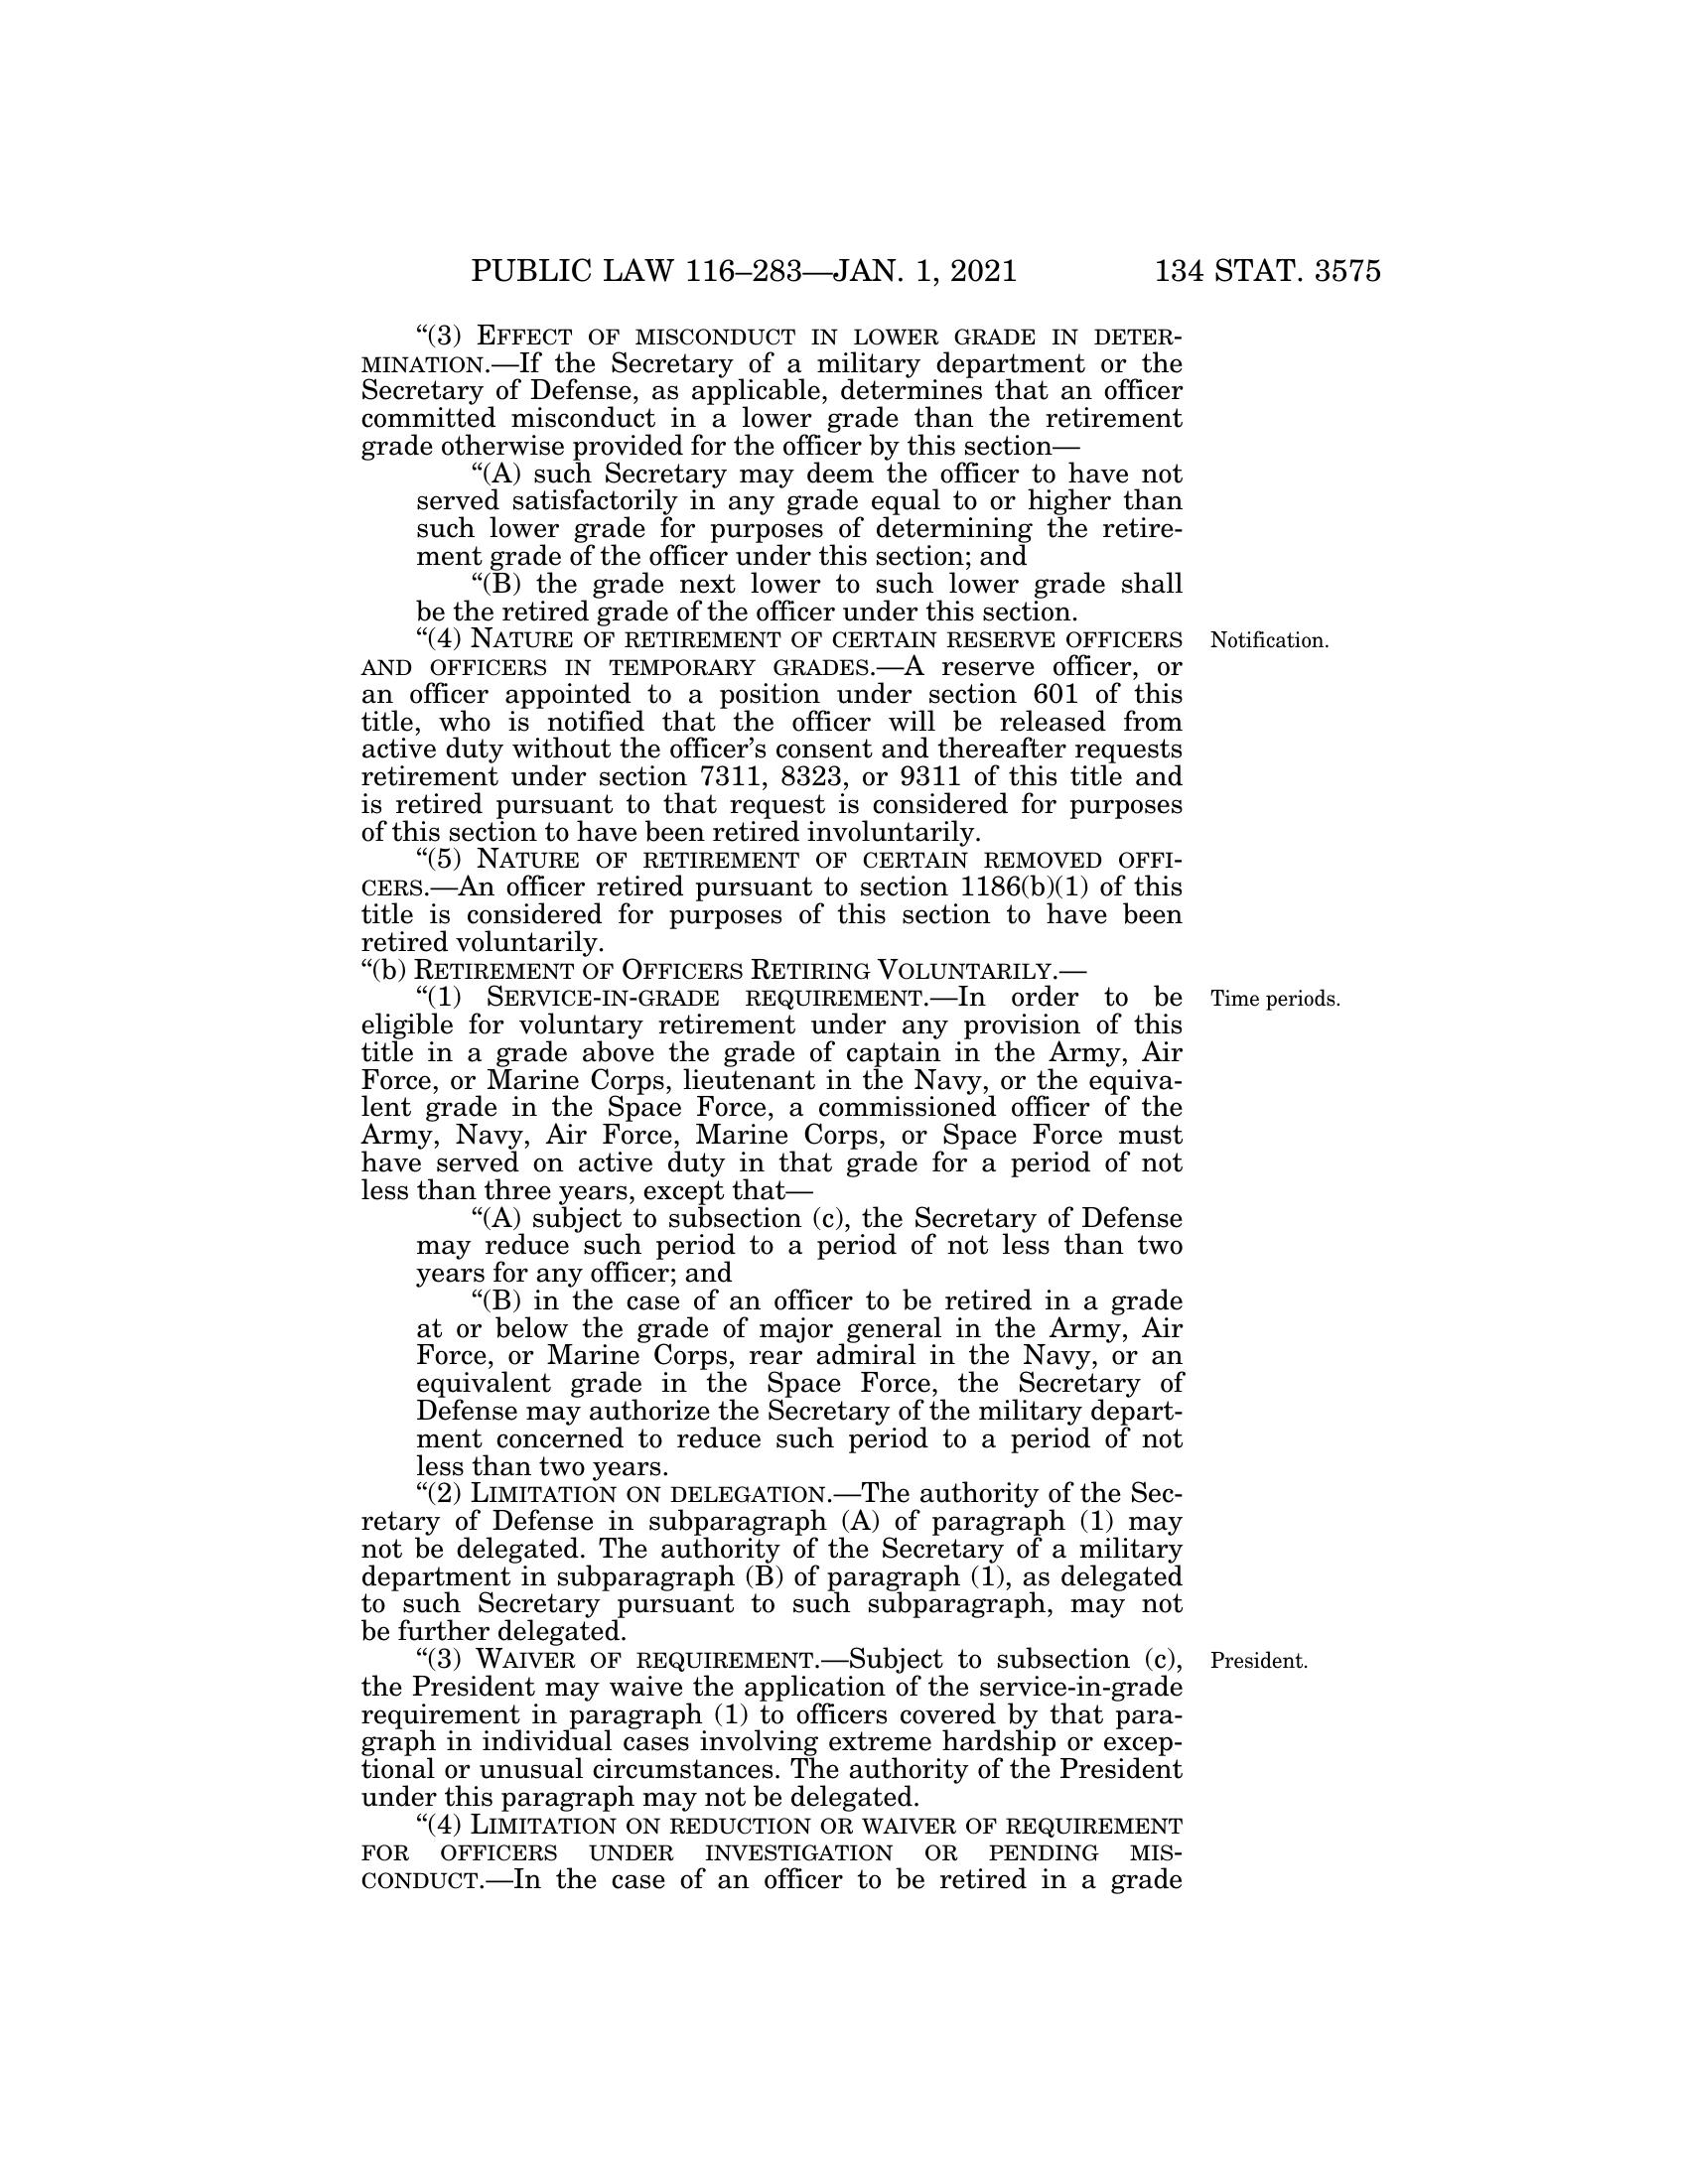 PUBLIC LAW 116–283—JAN. 1, 2021 134 STAT. 3575
“(3) EFFECT OF MISCONDUCT IN LOWER GRADE IN DETER-
MINATION.—If the Secretary of a military department or the
Secretary of Defense, as applicable, determines that an officer
committed misconduct in a lower grade than the retirement
grade otherwise provided for the officer by this section—
“(A) such Secretary may deem the officer to have not
served satisfactorily in any grade equal to or higher than
such lower grade for purposes of determining the retire-
ment grade of the officer under this section; and
“(B) the grade next lower to such lower grade shall
be the retired grade of the officer under this section.
“(4) NATURE OF RETIREMENT OF CERTAIN RESERVE OFFICERS
Notification.
AND OFFICERS IN TEMPORARY GRADES.—A reserve officer, or
an officer appointed to a position under section 601 of this
title, who is notified that the officer will be released from
active duty without the officer’s consent and thereafter requests
retirement under section 7311, 8323, or 9311 of this title and
is retired pursuant to that request is considered for purposes
of this section to have been retired involuntarily.
“(5) NATURE OF RETIREMENT OF CERTAIN REMOVED OFFI-
CERS.—An officer retired pursuant to section 1186(b)(1) of this
title is considered for purposes of this section to have been
retired voluntarily.
“(b) RETIREMENT OF OFFICERS RETIRING VOLUNTARILY.—
“(1) SERVICE-IN-GRADE REQUIREMENT.—In order to be
Time periods.
eligible for voluntary retirement under any provision of this
title in a grade above the grade of captain in the Army, Air
Force, or Marine Corps, lieutenant in the Navy, or the equiva-
lent grade in the Space Force, a commissioned officer of the
Army, Navy, Air Force, Marine Corps, or Space Force must
have served on active duty in that grade for a period of not
less than three years, except that—
“(A) subject to subsection (c), the Secretary of Defense
may reduce such period to a period of not less than two
years for any officer; and
“(B) in the case of an officer to be retired in a grade
at or below the grade of major general in the Army, Air
Force, or Marine Corps, rear admiral in the Navy, or an
equivalent grade in the Space Force, the Secretary of
Defense may authorize the Secretary of the military depart-
ment concerned to reduce such period to a period of not
less than two years.
“(2) LIMITATION ON DELEGATION.—The authority of the Sec-
retary of Defense in subparagraph (A) of paragraph (1) may
not be delegated. The authority of the Secretary of a military
department in subparagraph (B) of paragraph (1), as delegated
to such Secretary pursuant to such subparagraph, may not
be further delegated.
“(3) WAIVER OF REQUIREMENT.—Subject to subsection (c),
President.
the President may waive the application of the service-in-grade
requirement in paragraph (1) to officers covered by that para-
graph in individual cases involving extreme hardship or excep-
tional or unusual circumstances. The authority of the President
under this paragraph may not be delegated.
“(4) LIMITATION ON REDUCTION OR WAIVER OF REQUIREMENT
FOR OFFICERS UNDER INVESTIGATION OR PENDING MIS-
CONDUCT.—In the case of an officer to be retired in a grade